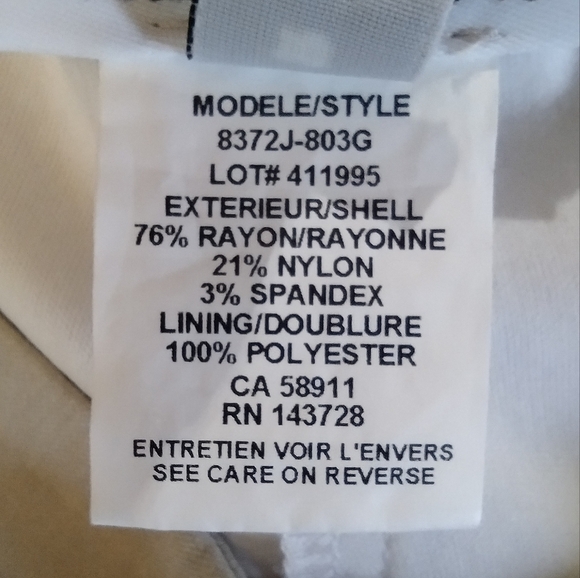 MODELE/STYLE
8372J-803G
LOT# 411995
EXTERIEUR/SHELL
76% RAYON/RAYONNE
21% NYLON
3% SPANDEX
LINING/DOUBLURE
100% POLYESTER
CA 58911
RN 143728
ENTRETIEN VOIR L'ENVERS
SEE CARE ON REVERSE